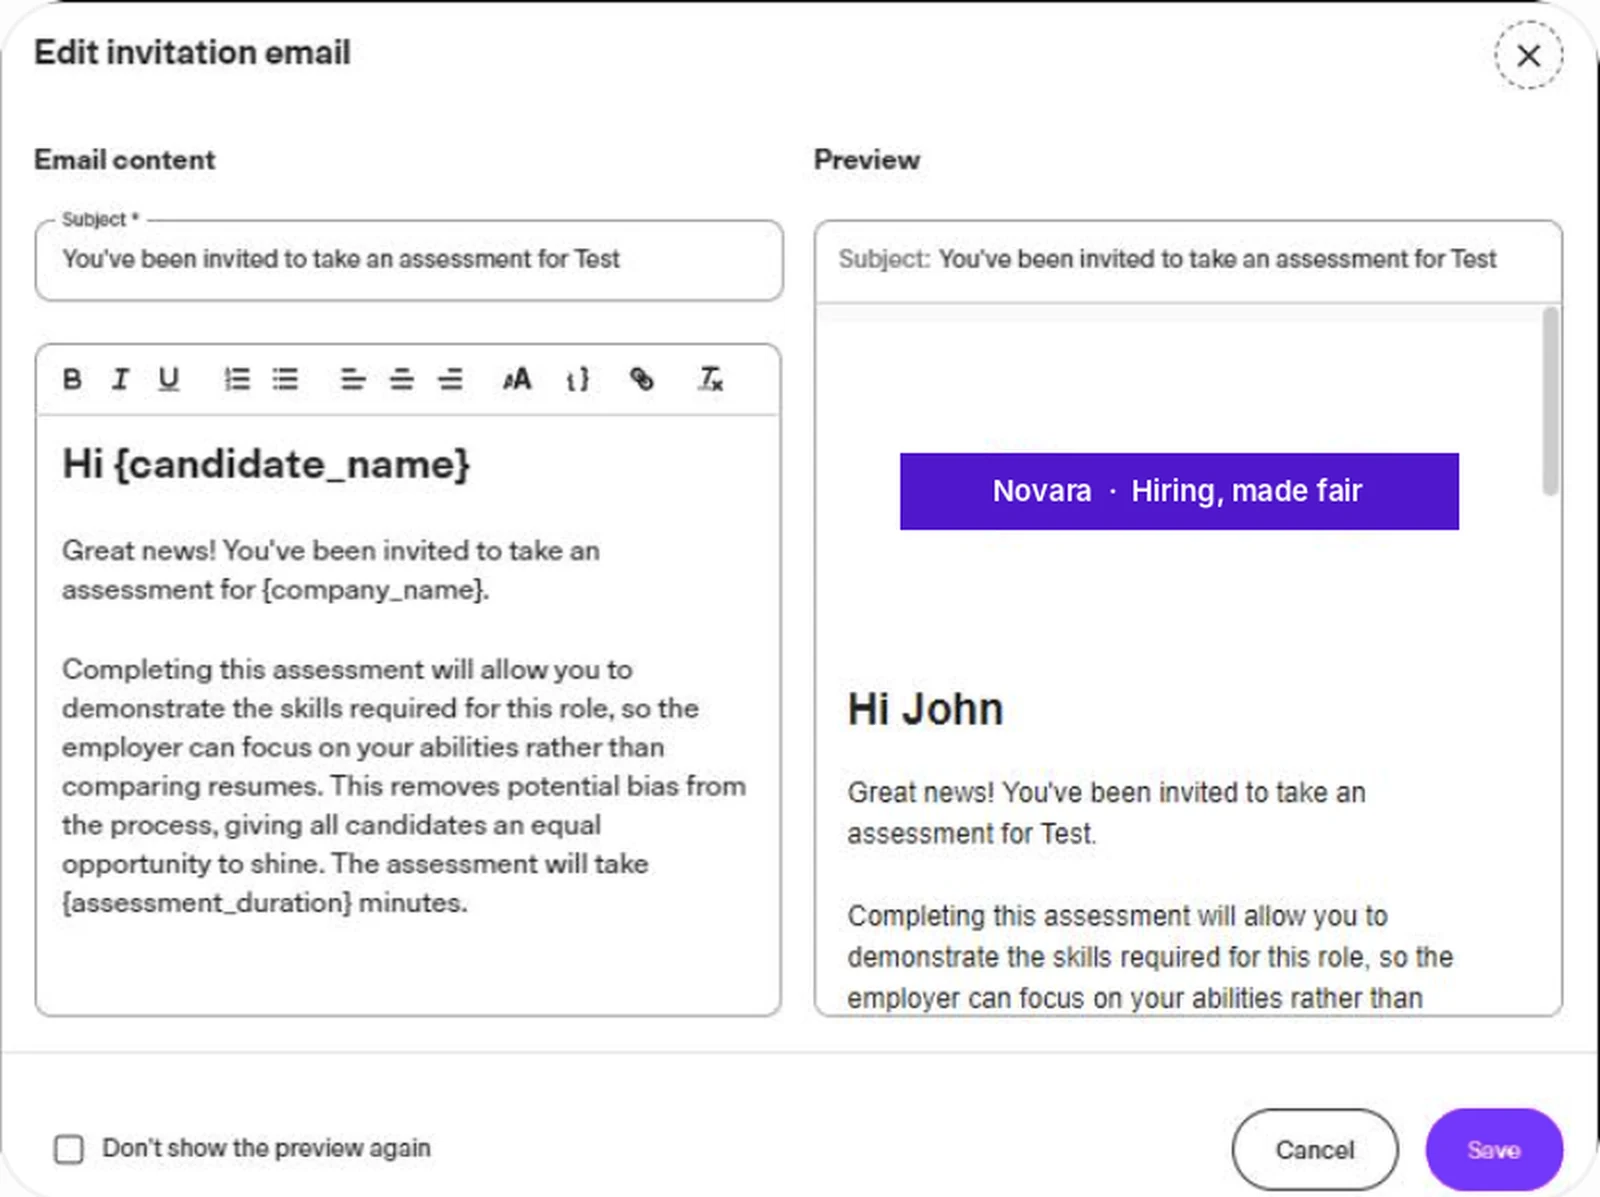 Edit invitation email
Email content
Subject *
You've been invited to take an assessment for Test
B I U AA {} Tx
Hi {candidate_name}
Great news! You've been invited to take an
assessment for {company_name}.
Completing this assessment will allow you to
demonstrate the skills required for this role, so the
employer can focus on your abilities rather than
comparing resumes. This removes potential bias from
the process, giving all candidates an equal
opportunity to shine. The assessment will take
{assessment_duration} minutes.
Preview
Subject: You've been invited to take an assessment for Test
Novara · Hiring, made fair
Hi John
Great news! You've been invited to take an
assessment for Test.
Completing this assessment will allow you to
demonstrate the skills required for this role, so the
employer can focus on your abilities rather than
Don't show the preview again
Cancel
Save